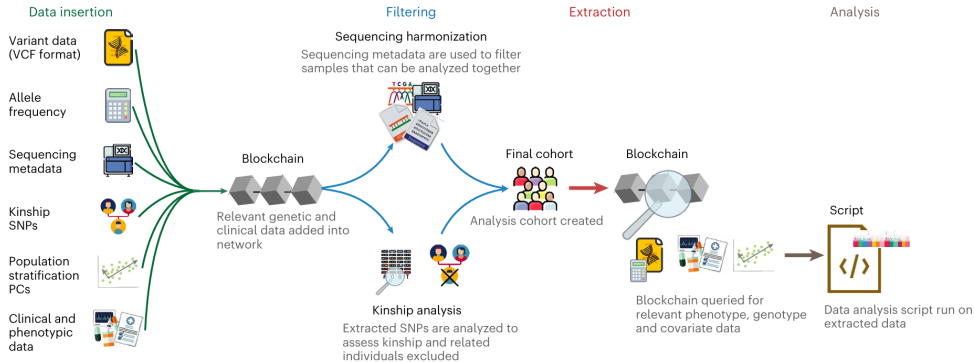 Data insertion
Filtering
Extraction
Analysis
Variant data
(VCF format)
Allele
frequency
Sequencing
metadata
Kinship
SNPs
Population
stratification
PCs
Clinical and
phenotypic
data
Blockchain
Relevant genetic and
clinical data added into
network
Sequencing harmonization
Sequencing metadata are used to filter
samples that can be analyzed together
TCGA
Kinship analysis
Extracted SNPs are analyzed to
assess kinship and related
individuals excluded
Final cohort
Analysis cohort created
Blockchain
Blockchain queried for
relevant phenotype, genotype
and covariate data
Script
</>
Data analysis script run on
extracted data